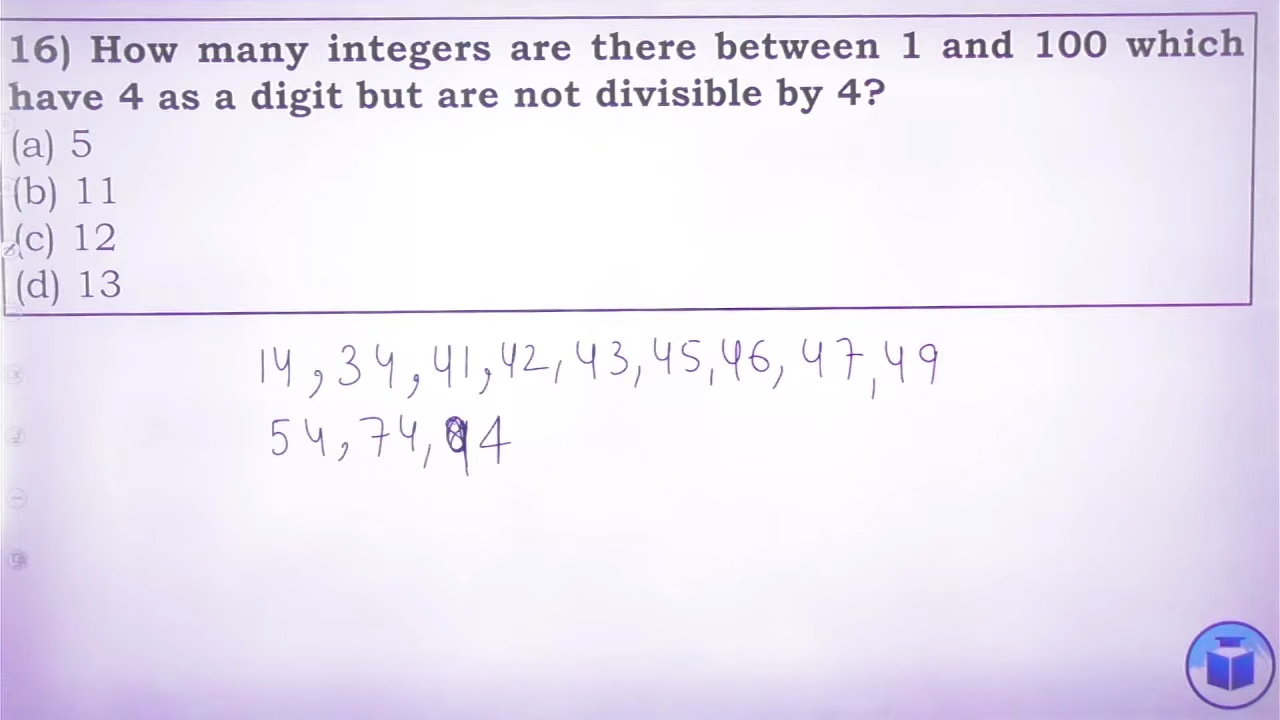 16) How many integers are there between 1 and 100 which
have 4 as a digit but are not divisible by 4?
(a) 5
(b) 11
(c) 12
(d) 13
14, 34, 41, 42, 43, 45, 46, 47, 49
54, 74, 94